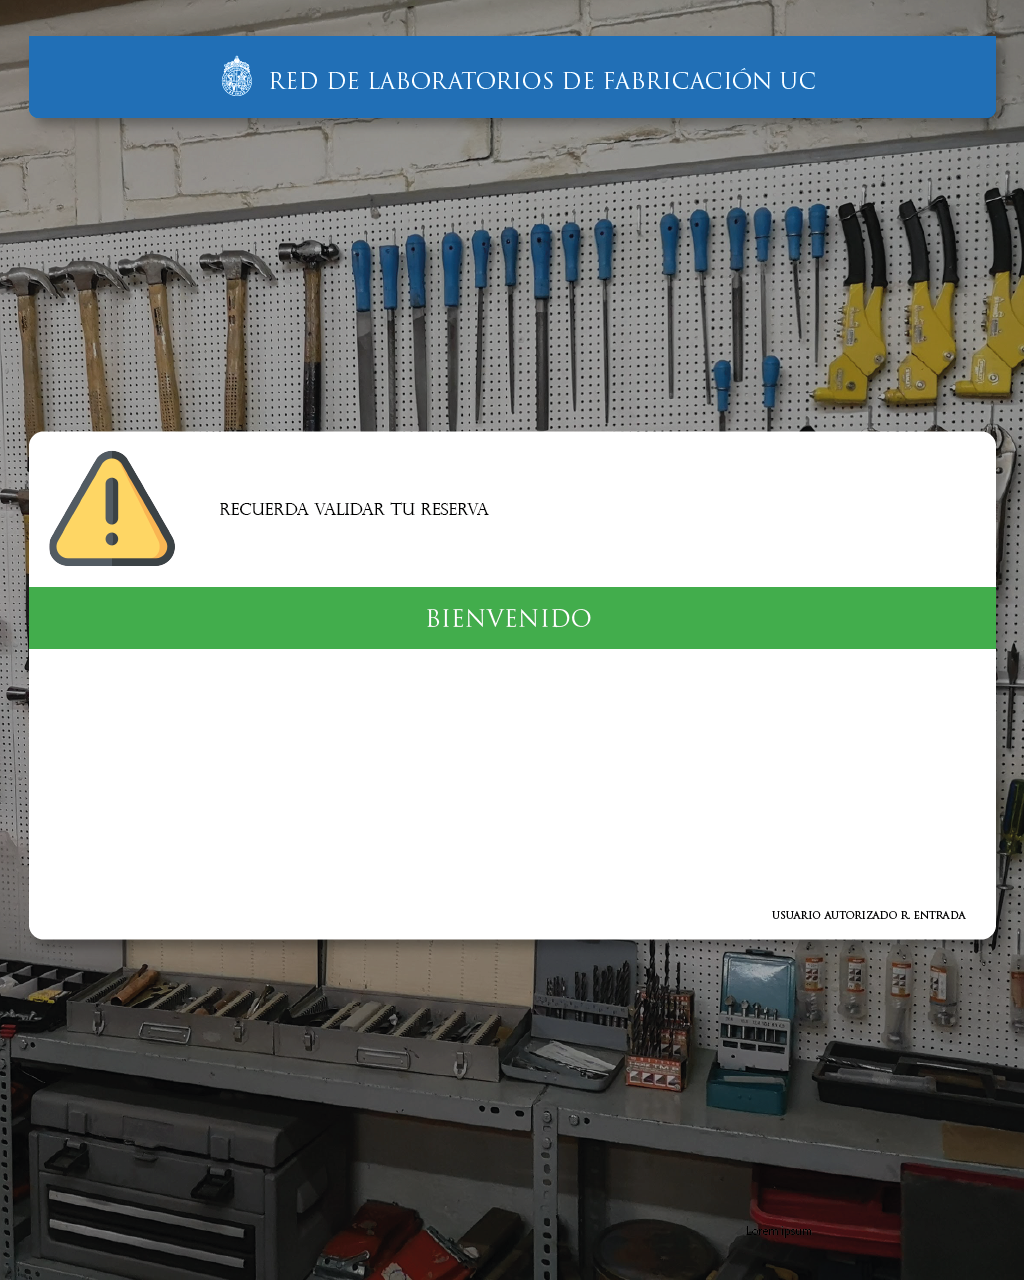 RED DE LABORATORIOS DE FABRICACIÓN UC
RECUERDA VALIDAR TU RESERVA
BIENVENIDO
USUARIO AUTORIZADO R. ENTRADA
Lorem ipsum